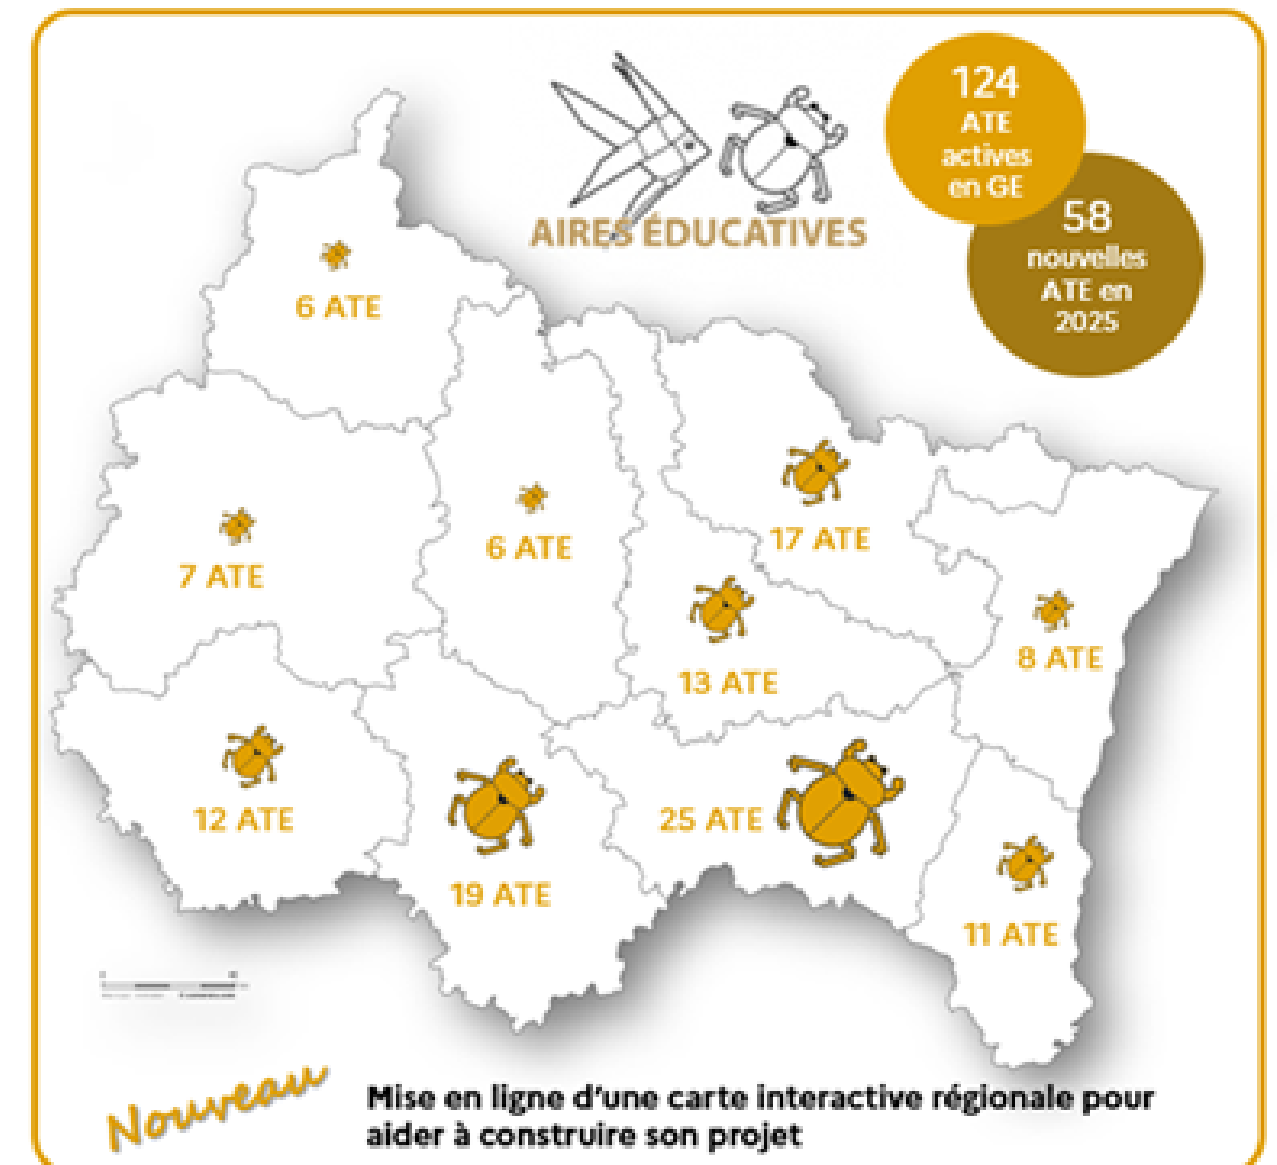 124
ATE
actives
en GE
58
nouvelles
ATE en
2025
AIRES ÉDUCATIVES
6 ATE
6 ATE
17 ATE
7 ATE
13 ATE
8 ATE
12 ATE
25 ATE
19 ATE
11 ATE
Nouveau
Mise en ligne d'une carte interactive régionale pour
aider à construire son projet